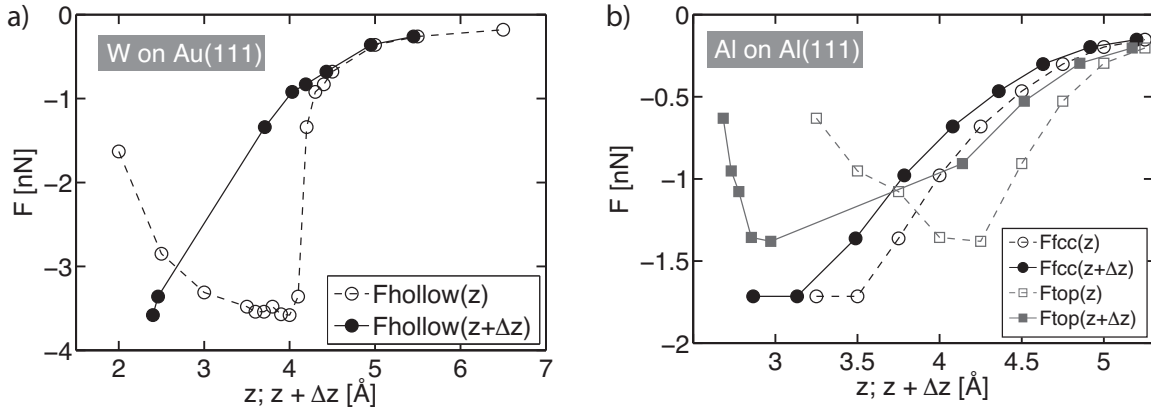 a)
W on Au(111)
F [nN]
0
−1
−2
−3
−4
2 3 4 5 6 7
z; z + Δz [Å]
Fhollow(z)
Fhollow(z+Δz)
b)
Al on Al(111)
F [nN]
0
−0.5
−1
−1.5
−2
3 3.5 4 4.5 5
z; z + Δz [Å]
Ffcc(z)
Ffcc(z+Δz)
Ftop(z)
Ftop(z+Δz)